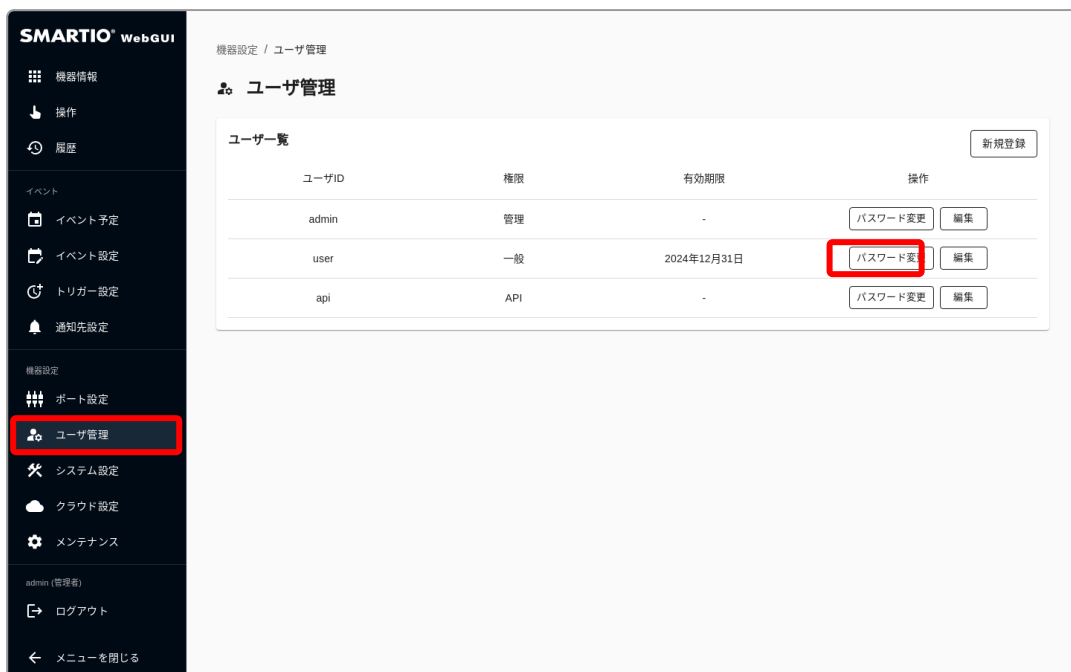 SMARTIO® WebGUI
機器情報
操作
履歴
イベント
イベント予定
イベント設定
トリガー設定
通知先設定
機器設定
ポート設定
ユーザ管理
システム設定
クラウド設定
メンテナンス
admin (管理者)
ログアウト
メニューを閉じる
機器設定 / ユーザ管理
ユーザ管理
ユーザ一覧
新規登録
ユーザID 権限 有効期限 操作
admin 管理 - パスワード変更 編集
user 一般 2024年12月31日 パスワード変更 編集
api API - パスワード変更 編集